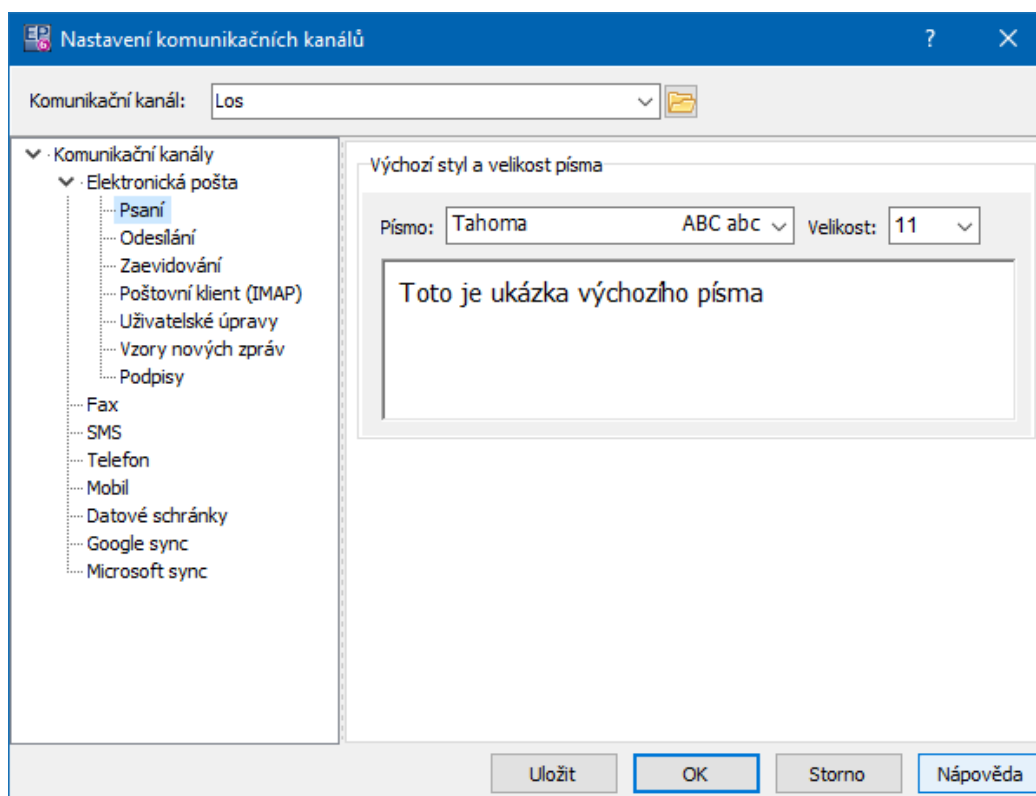 Nastavení komunikačních kanálů
Komunikační kanál: Los
Komunikační kanály
Elektronická pošta
Psaní
Odesílání
Zaevidování
Poštovní klient (IMAP)
Uživatelské úpravy
Vzory nových zpráv
Podpisy
Fax
SMS
Telefon
Mobil
Datové schránky
Google sync
Microsoft sync
Výchozí styl a velikost písma
Písmo: Tahoma ABC abc Velikost: 11
Toto je ukázka výchozího písma
Uložit OK Storno Nápověda